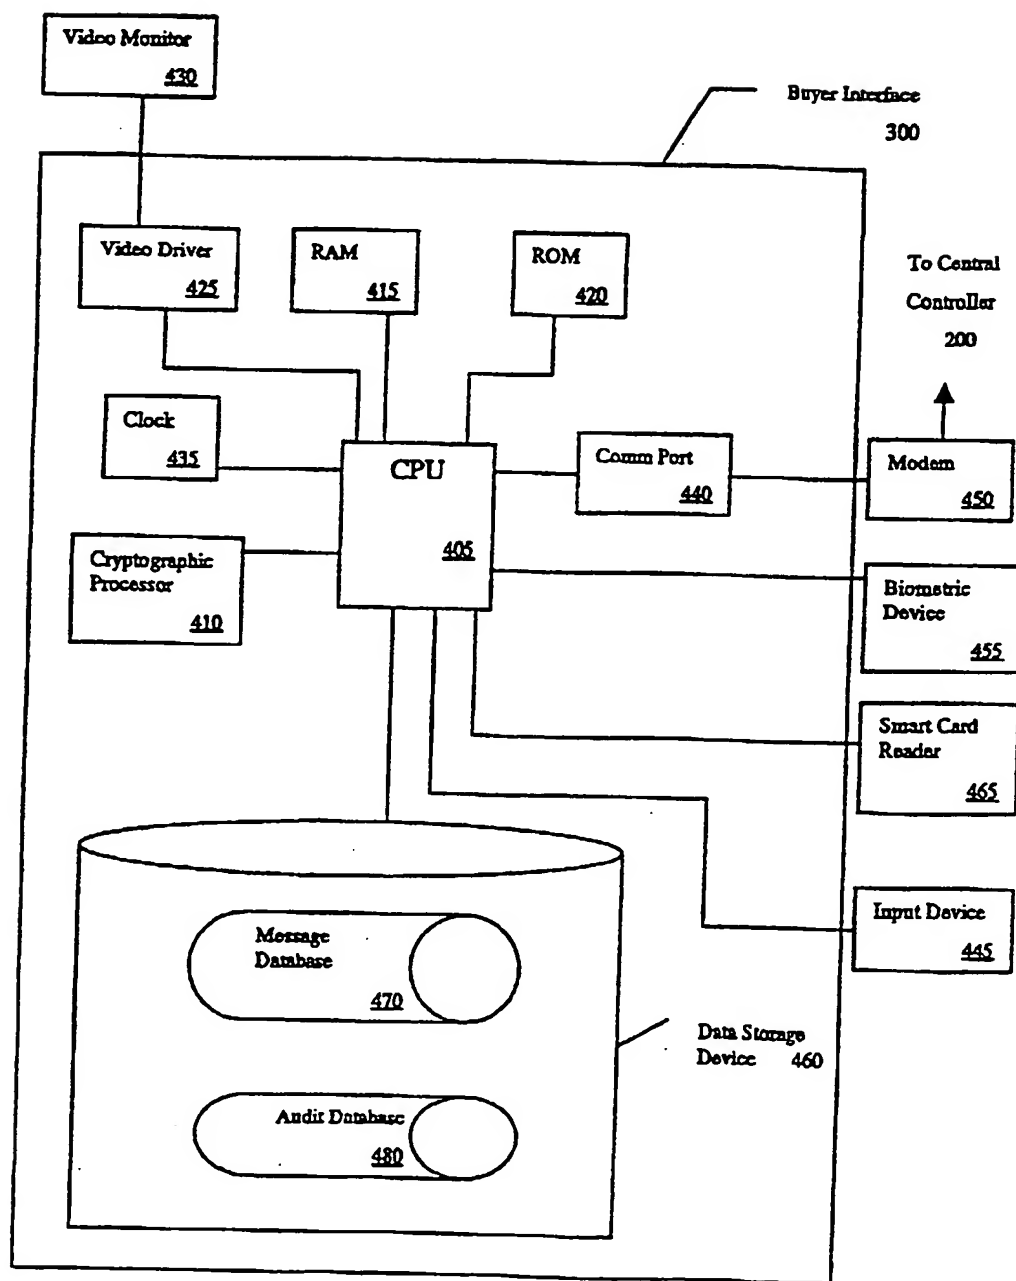 Video Monitor
430
Buyer Interface
300
Video Driver
425
RAM
415
ROM
420
To Central
Controller
200
Clock
435
CPU
405
Comm Port
440
Modem
450
Cryptographic
Processor
410
Biometric
Device
455
Smart Card
Reader
465
Input Device
445
Message
Database
470
Data Storage
Device 460
Audit Database
480